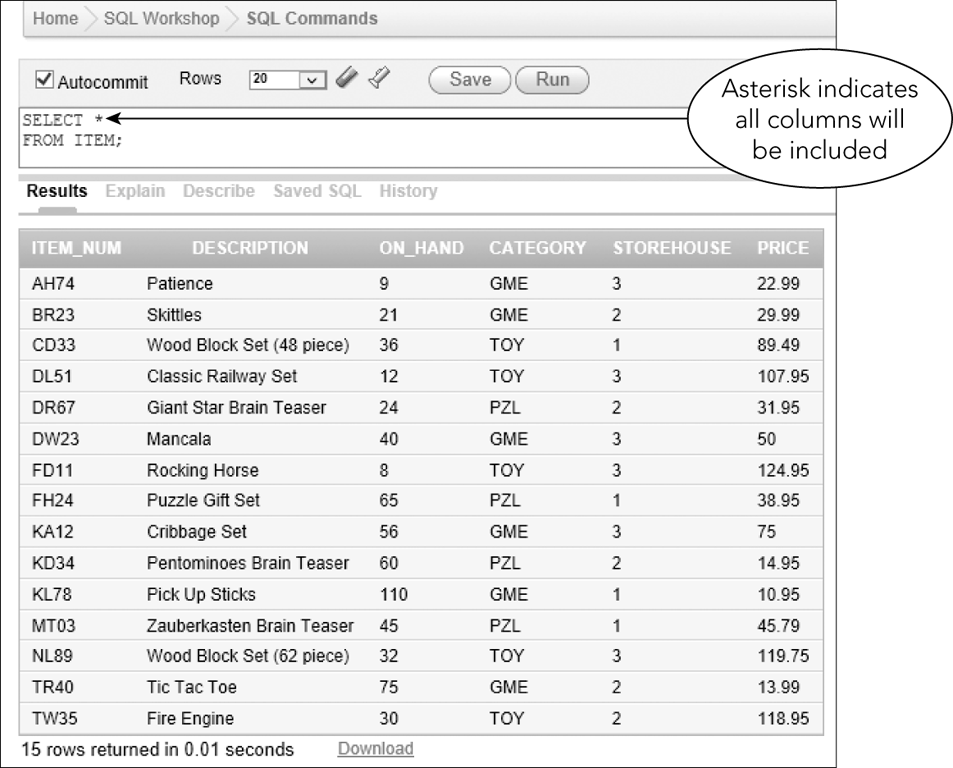 Home SQL Workshop SQL Commands
Autocommit Rows 20 Save Run
Asterisk indicates
all columns will
be included
SELECT *
FROM ITEM;
Results Explain Describe Saved SQL History
ITEM_NUM DESCRIPTION ON_HAND CATEGORY STOREHOUSE PRICE
AH74 Patience 9 GME 3 22.99
BR23 Skittles 21 GME 2 29.99
CD33 Wood Block Set (48 piece) 36 TOY 1 89.49
DL51 Classic Railway Set 12 TOY 3 107.95
DR67 Giant Star Brain Teaser 24 PZL 2 31.95
DW23 Mancala 40 GME 3 50
FD11 Rocking Horse 8 TOY 3 124.95
FH24 Puzzle Gift Set 65 PZL 1 38.95
KA12 Cribbage Set 56 GME 3 75
KD34 Pentominoes Brain Teaser 60 PZL 2 14.95
KL78 Pick Up Sticks 110 GME 1 10.95
MT03 Zauberkasten Brain Teaser 45 PZL 1 45.79
NL89 Wood Block Set (62 piece) 32 TOY 3 119.75
TR40 Tic Tac Toe 75 GME 2 13.99
TW35 Fire Engine 30 TOY 2 118.95
15 rows returned in 0.01 seconds Download